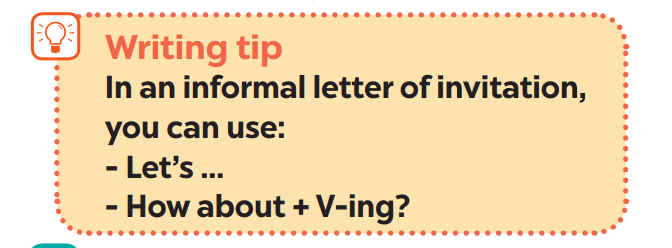 Writing tip
In an informal letter of invitation,
you can use:
- Let's ...
- How about + V-ing?